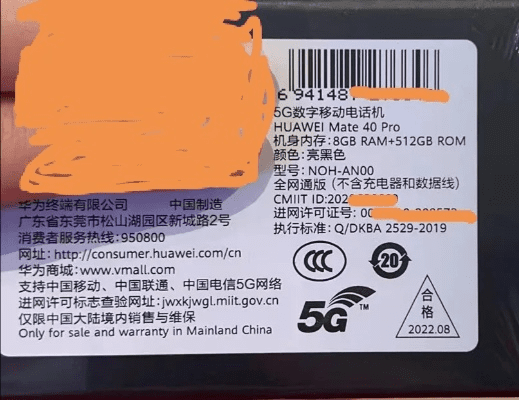 6 941487
5G数字移动电话机
HUAWEI Mate 40 Pro
机身内存: 8GB RAM+512GB ROM
颜色: 亮黑色
型号: NOH-AN00
全网通版 (不含充电器和数据线)
CMIIT ID:202
进网许可证号: 00
执行标准: Q/DKBA 2529-2019
华为终端有限公司 中国制造
广东省东莞市松山湖园区新城路2号
消费者服务热线: 950800
网址: http://consumer.huawei.com/cn
华为商城: www.vmall.com
支持中国移动、中国联通、中国电信5G网络
进网许可标志查验网址: jwxkjwgl.miit.gov.cn
仅限中国大陆境内销售与维保
Only for sale and warranty in Mainland China
CCC
20
5G™
合格
2022.08